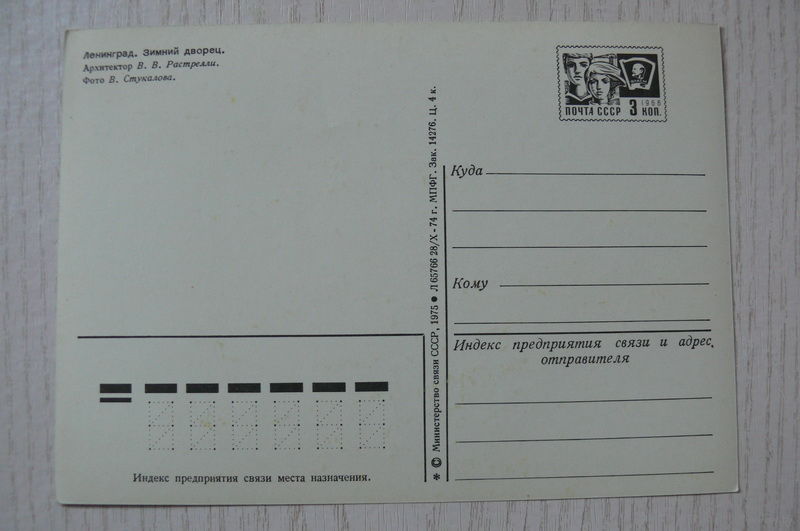 Ленинград. Зимний дворец.
Архитектор В. В. Растрелли.
Фото В. Стукалова.
1966
ПОЧТА СССР 3 КОП.
Куда
Кому
Индекс предприятия связи и адрес
отправителя
Индекс предприятия связи места назначения.
* © Министерство связи СССР, 1975 ● Л 65766 28/X - 74 г. МПФГ. Зак. 14276. Ц. 4 к.